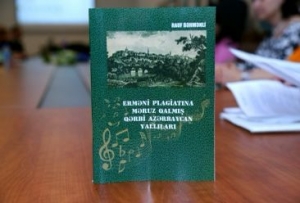 ERMƏNİ PLAGİATINA
MƏRUZ QALMIŞ
QƏRBİ AZƏRBAYCAN
YALLILARI